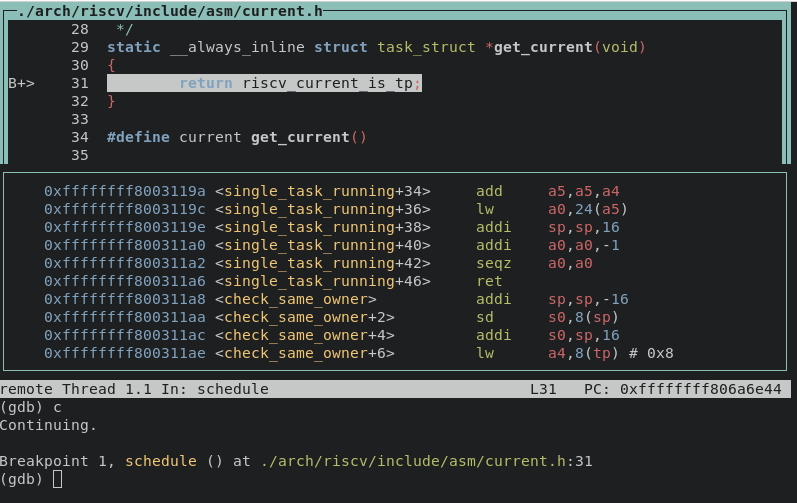 ./arch/riscv/include/asm/current.h
28 */
29 static __always_inline struct task_struct *get_current(void)
30 {
B+> 31 return riscv_current_is_tp;
32 }
33
34 #define current get_current()
35
0xffffffff8003119a <single_task_running+34> add a5,a5,a4
0xffffffff8003119c <single_task_running+36> lw a0,24(a5)
0xffffffff8003119e <single_task_running+38> addi sp,sp,16
0xffffffff800311a0 <single_task_running+40> addi a0,a0,-1
0xffffffff800311a2 <single_task_running+42> seqz a0,a0
0xffffffff800311a6 <single_task_running+46> ret
0xffffffff800311a8 <check_same_owner> addi sp,sp,-16
0xffffffff800311aa <check_same_owner+2> sd s0,8(sp)
0xffffffff800311ac <check_same_owner+4> addi s0,sp,16
0xffffffff800311ae <check_same_owner+6> lw a4,8(tp) # 0x8
remote Thread 1.1 In: schedule L31 PC: 0xffffffff806a6e44
(gdb) c
Continuing.

Breakpoint 1, schedule () at ./arch/riscv/include/asm/current.h:31
(gdb)